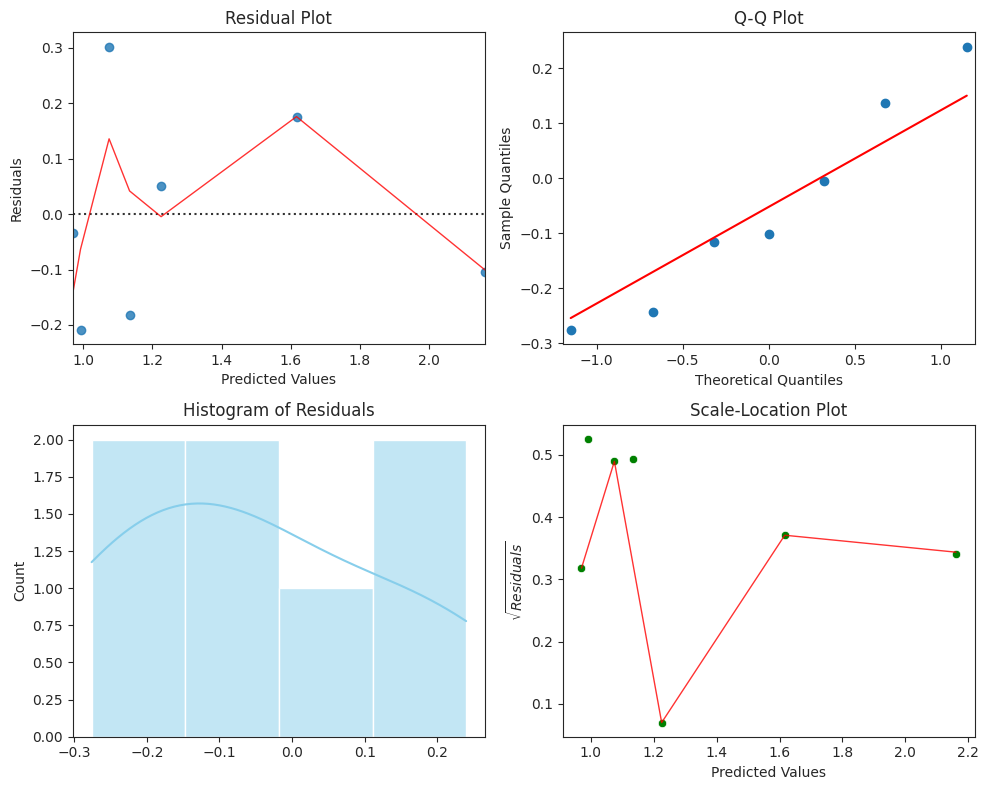 Residual Plot
0.3
0.2
0.1
0.0
−0.1
−0.2
Residuals
1.0 1.2 1.4 1.6 1.8 2.0
Predicted Values
Q-Q Plot
0.2
0.1
0.0
−0.1
−0.2
−0.3
Sample Quantiles
−1.0 −0.5 0.0 0.5 1.0
Theoretical Quantiles
Histogram of Residuals
2.00
1.75
1.50
1.25
1.00
0.75
0.50
0.25
0.00
Count
−0.3 −0.2 −0.1 0.0 0.1 0.2
Scale-Location Plot
0.5
0.4
0.3
0.2
0.1
√Residuals
1.0 1.2 1.4 1.6 1.8 2.0 2.2
Predicted Values